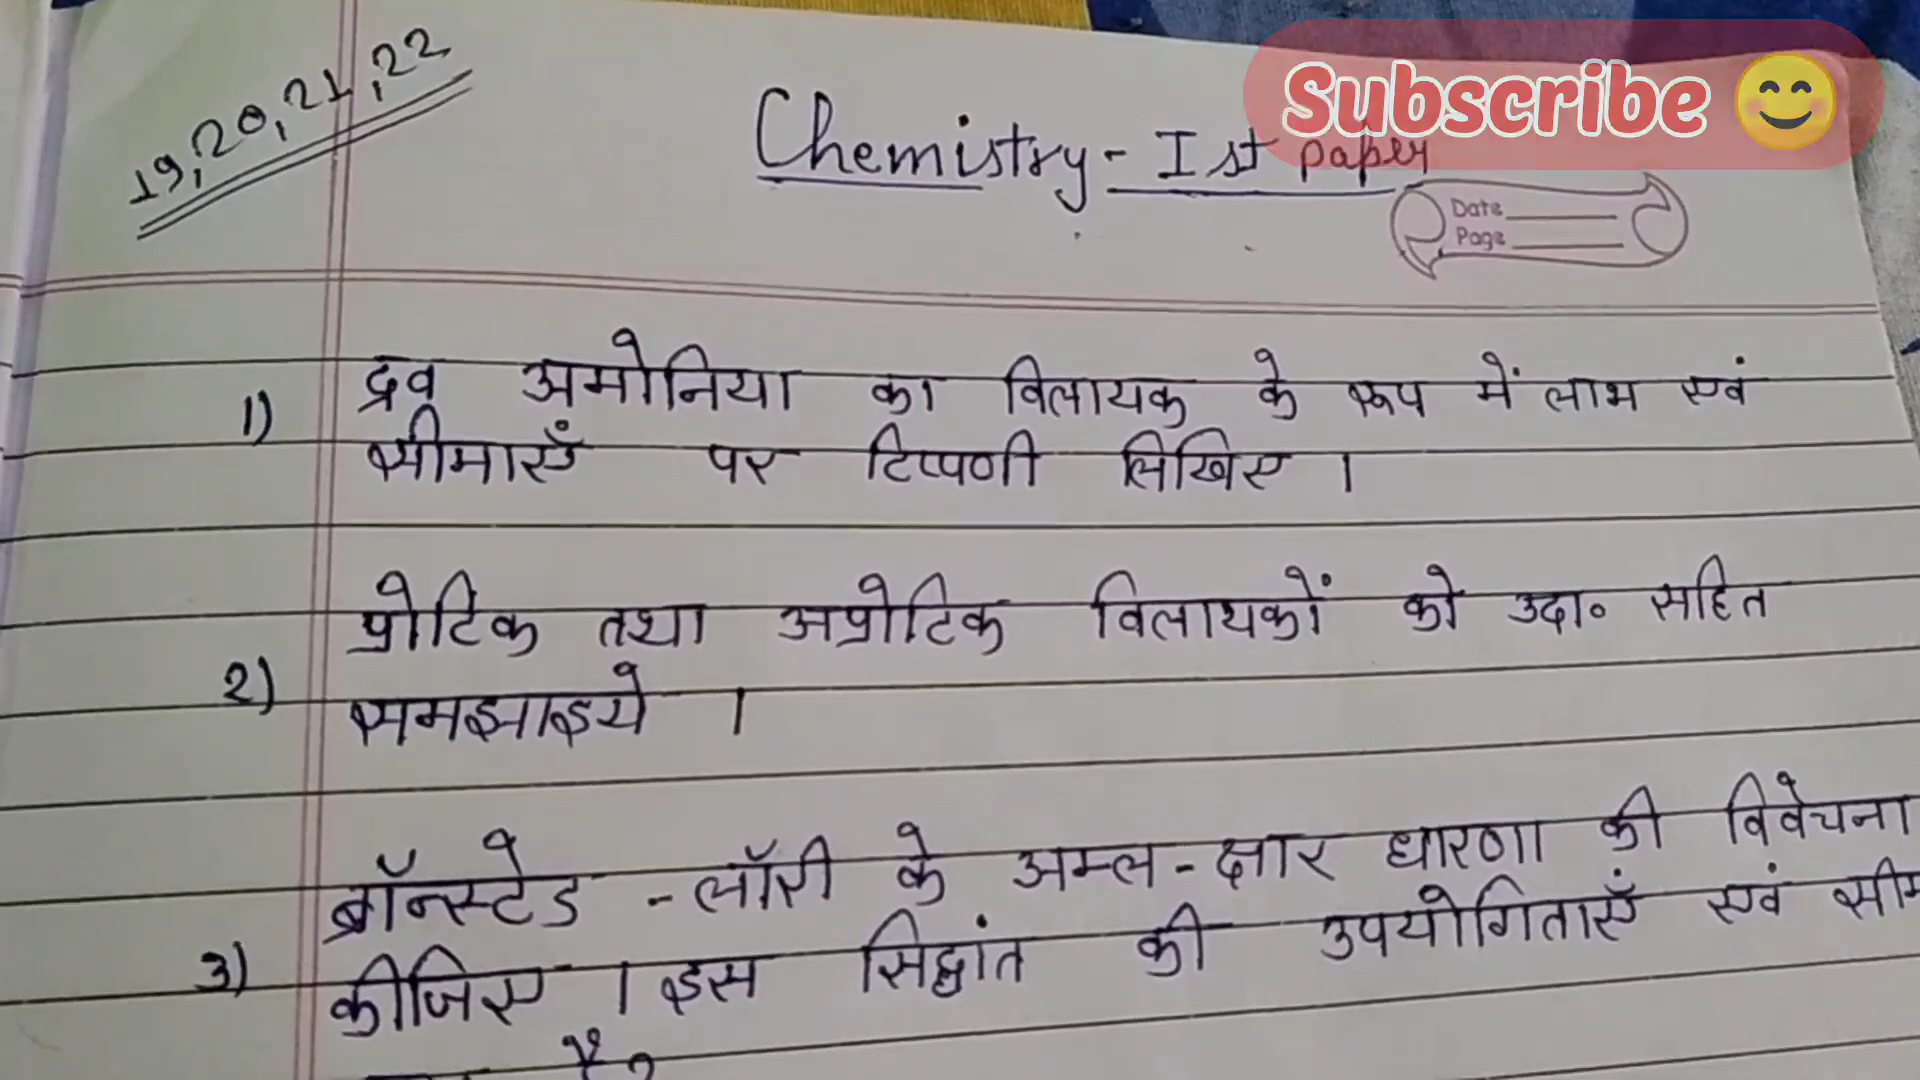 19,20,21,22
Subscribe 😊
Chemistry - Ist paper
Date
Page
1) द्रव अमोनिया का विलायक के रूप में लाभ एवं
सीमाएँ पर टिप्पणी लिखिए ।
प्रोटिक तथा अप्रोटिक विलायकों को उदा० सहित
2) समझाइये ।
ब्रॉन्स्टेड - लॉरी के अम्ल - क्षार धारणा की विवेचना
3) कीजिए । इस सिद्धांत की उपयोगिताएँ एवं